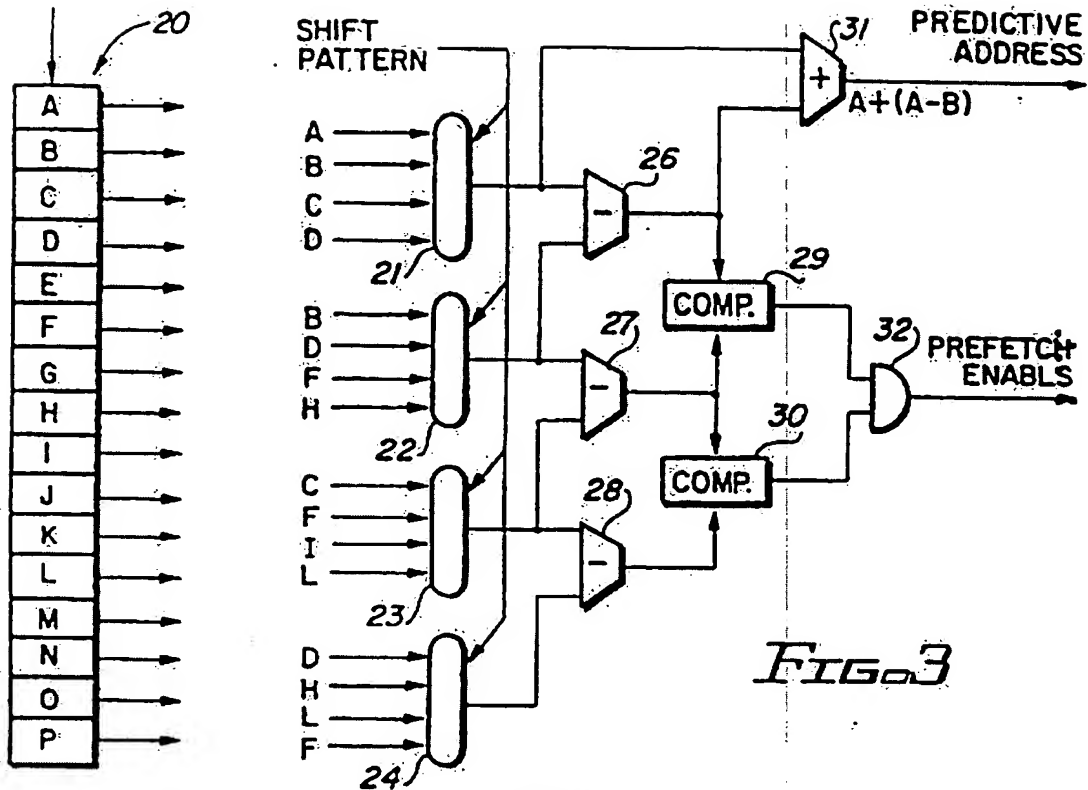 20
A
B
C
D
E
F
G
H
I
J
K
L
M
N
O
P
SHIFT
PATTERN
A
B
C
D
21
B
D
F
H
22
C
F
I
L
23
D
H
L
F
24
26
−
27
−
28
−
29
COMP.
30
COMP.
31
+
A+(A-B)
PREDICTIVE
ADDRESS
32
PREFETCH
ENABLS
FIG. 3